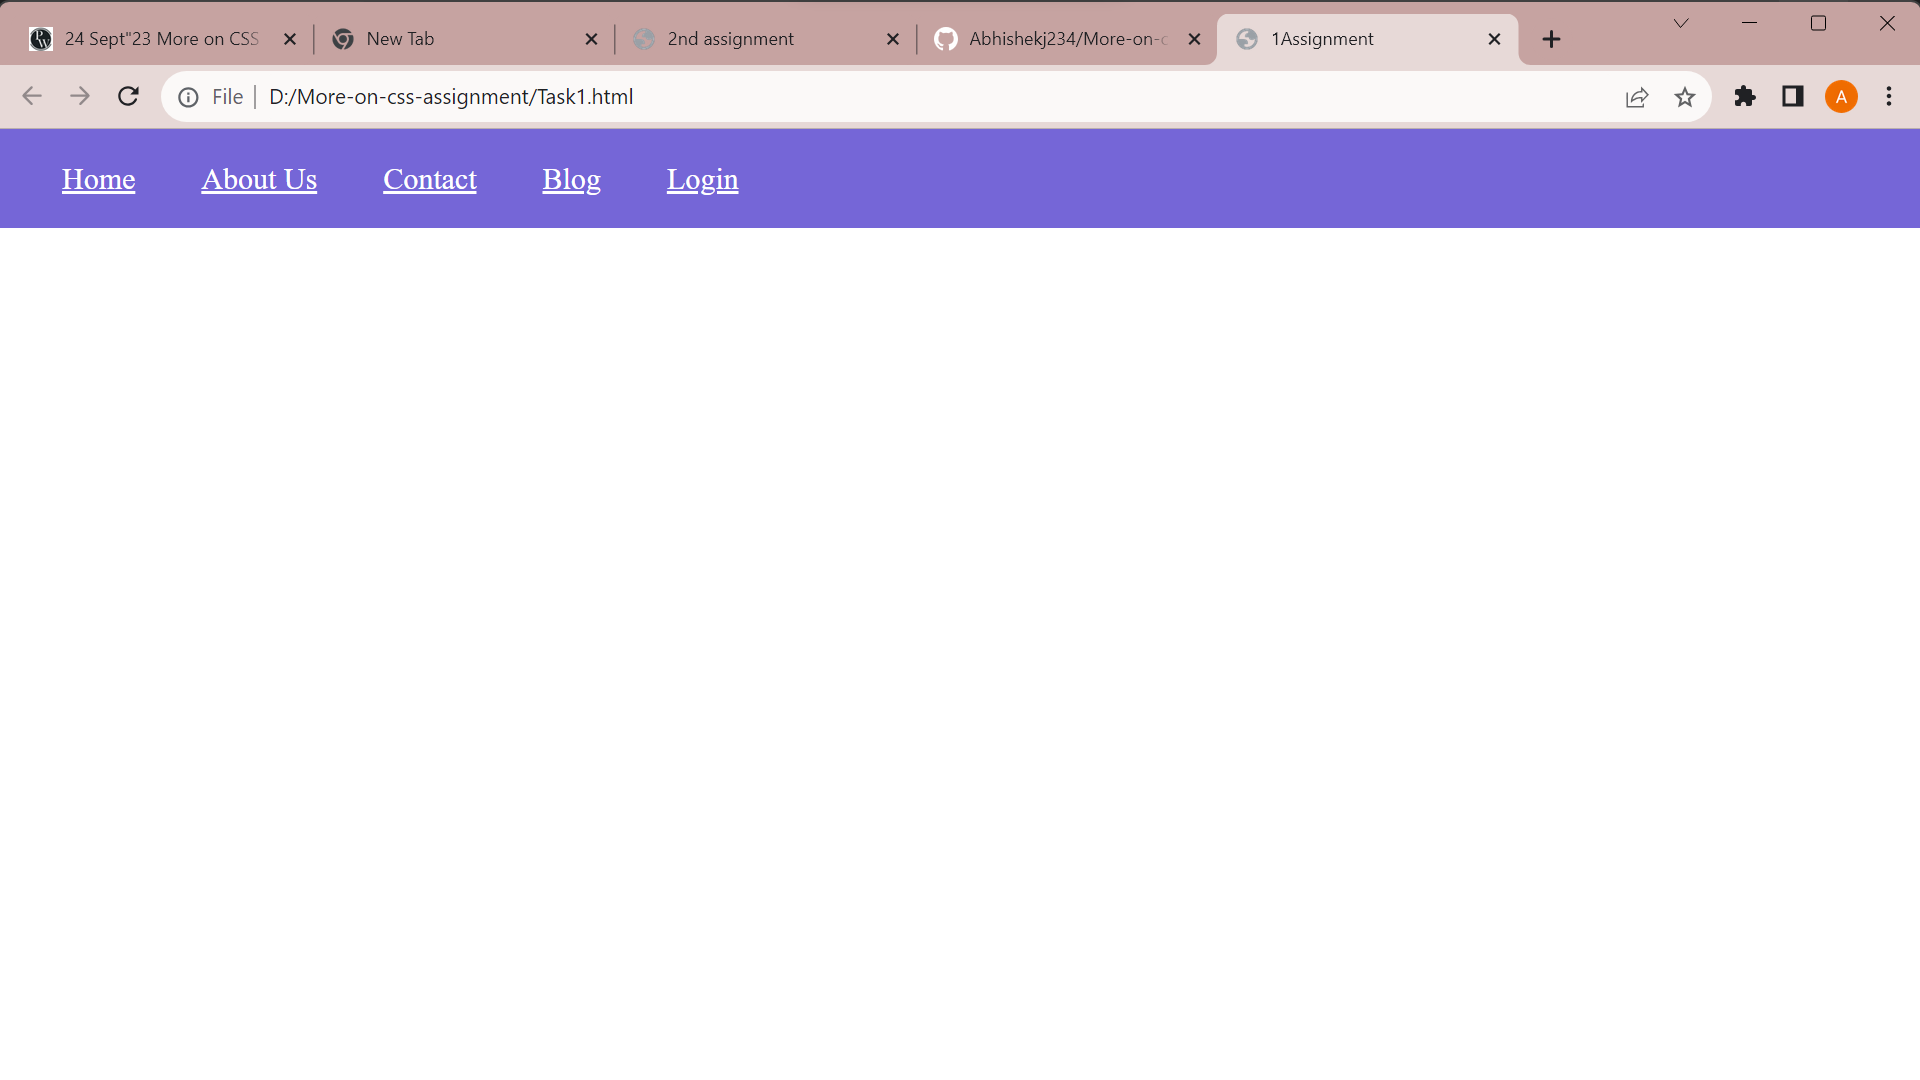 24 Sept"23 More on CSS
New Tab
2nd assignment
Abhishekj234/More-on-c
1Assignment
File
D:/More-on-css-assignment/Task1.html
A
Home
About Us
Contact
Blog
Login